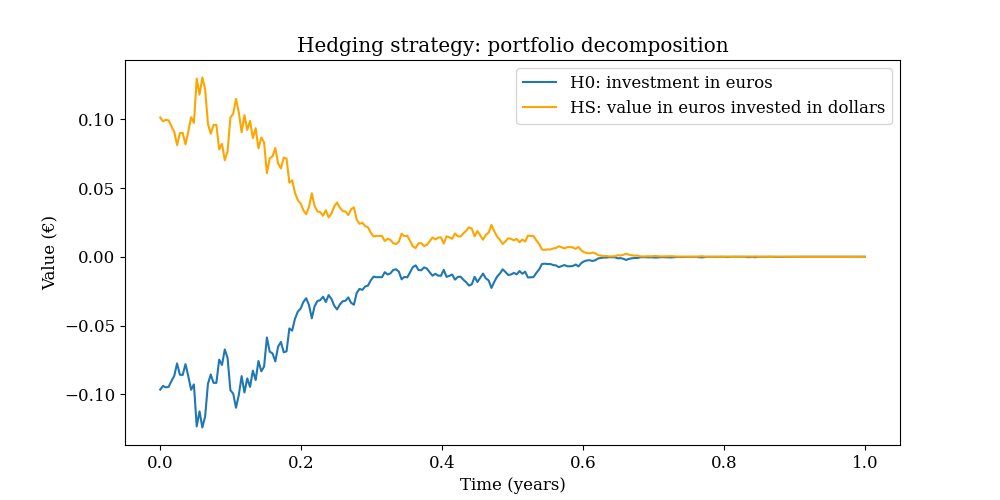 Hedging strategy: portfolio decomposition
H0: investment in euros
HS: value in euros invested in dollars
Value (€)
0.10
0.05
0.00
−0.05
−0.10
0.0 0.2 0.4 0.6 0.8 1.0
Time (years)